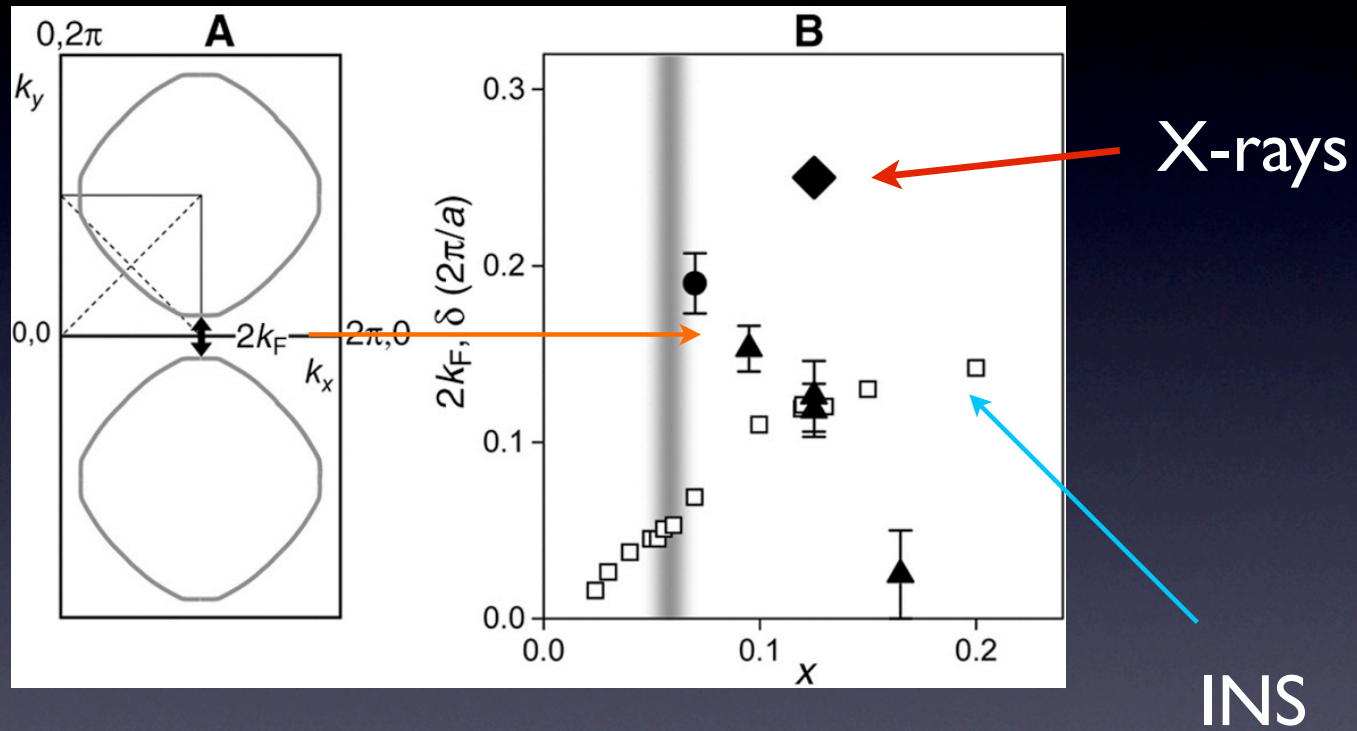 0,2π
A
k_y
0,0
2k_F
2π,0
k_x
B
2k_F, δ (2π/a)
0.3
0.2
0.1
0.0
0.0
0.1
0.2
x
X-rays
INS